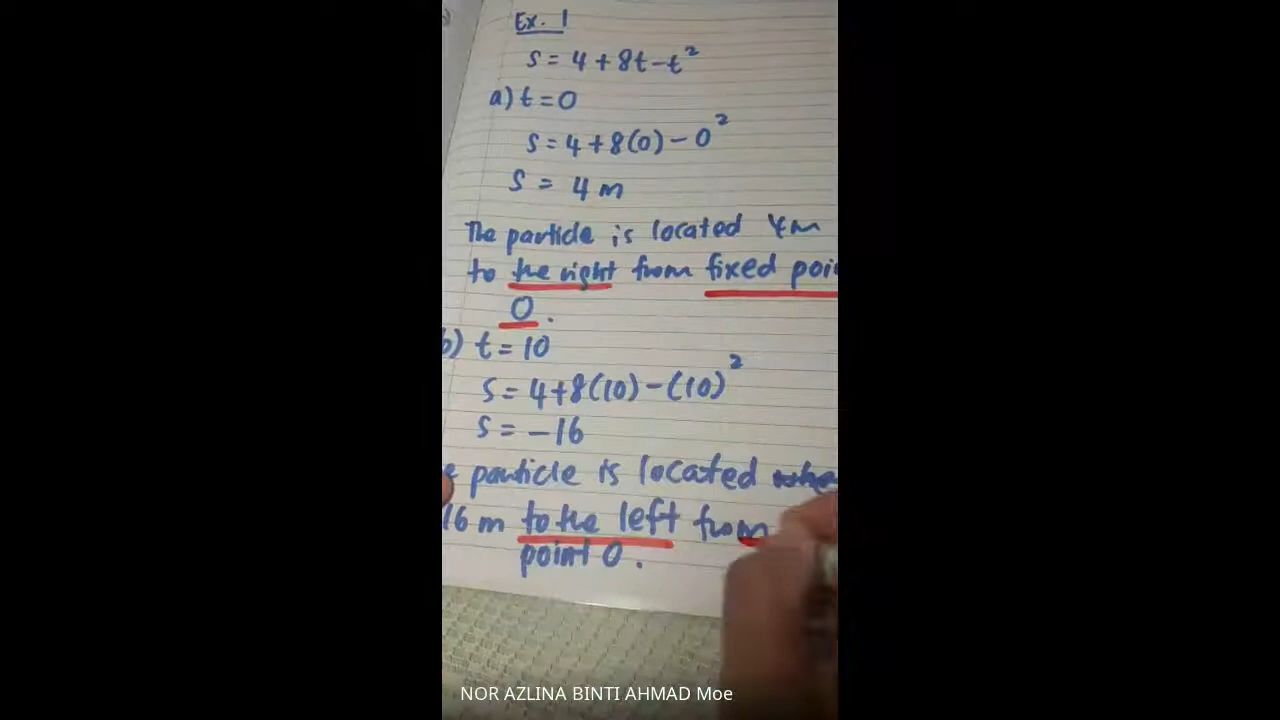 Ex. 1
s = 4 + 8t - t²
a) t = 0
s = 4 + 8(0) - 0²
s = 4 m
The particle is located 4m
to the right from fixed poi
O.
b) t = 10
s = 4 + 8(10) - (10)²
s = -16
particle is located
16 m to the left from
point O.
NOR AZLINA BINTI AHMAD Moe